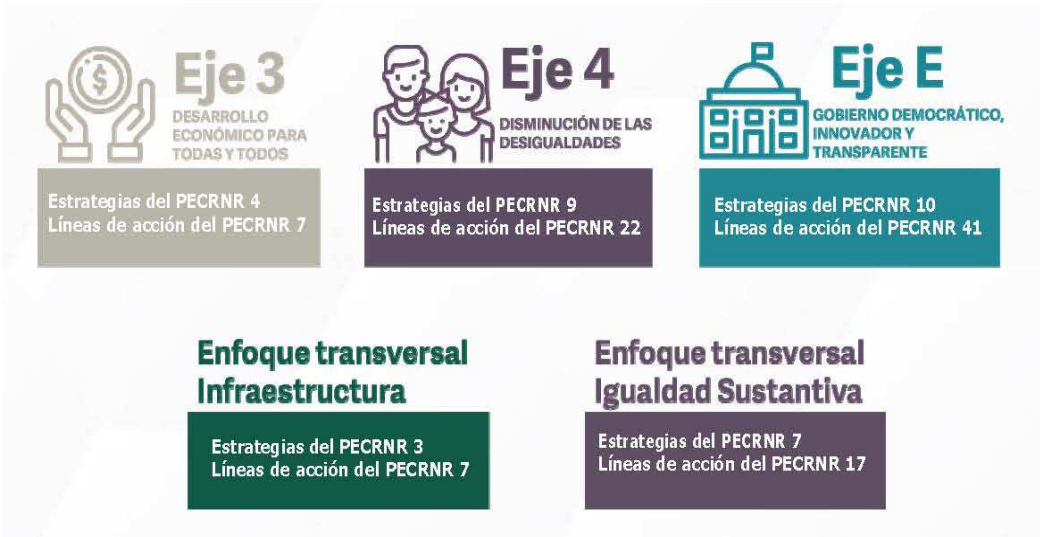 $
Eje 3
DESARROLLO
ECONÓMICO PARA
TODAS Y TODOS
Estrategias del PECRNR 4
Líneas de acción del PECRNR 7
Eje 4
DISMINUCIÓN DE LAS
DESIGUALDADES
Estrategias del PECRNR 9
Líneas de acción del PECRNR 22
Eje E
GOBIERNO DEMOCRÁTICO,
INNOVADOR Y
TRANSPARENTE
Estrategias del PECRNR 10
Líneas de acción del PECRNR 41
Enfoque transversal
Infraestructura
Estrategias del PECRNR 3
Líneas de acción del PECRNR 7
Enfoque transversal
Igualdad Sustantiva
Estrategias del PECRNR 7
Líneas de acción del PECRNR 17